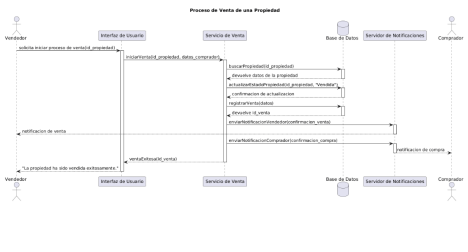 Proceso de Venta de una Propiedad
Vendedor
Interfaz de Usuario
Servicio de Venta
Base de Datos
Servidor de Notificaciones
Comprador
solicita iniciar proceso de venta(id_propiedad)
iniciarVenta(id_propiedad, datos_comprador)
buscarPropiedad(id_propiedad)
devuelve datos de la propiedad
actualizarEstadoPropiedad(id_propiedad, "Vendida")
confirmacion de actualizacion
registrarVenta(datos)
devuelve id_venta
enviarNotificacionVendedor(confirmacion_venta)
notificacion de venta
enviarNotificacionComprador(confirmacion_compra)
notificacion de compra
ventaExitosa(id_venta)
"La propiedad ha sido vendida exitosamente."
Vendedor
Interfaz de Usuario
Servicio de Venta
Base de Datos
Servidor de Notificaciones
Comprador